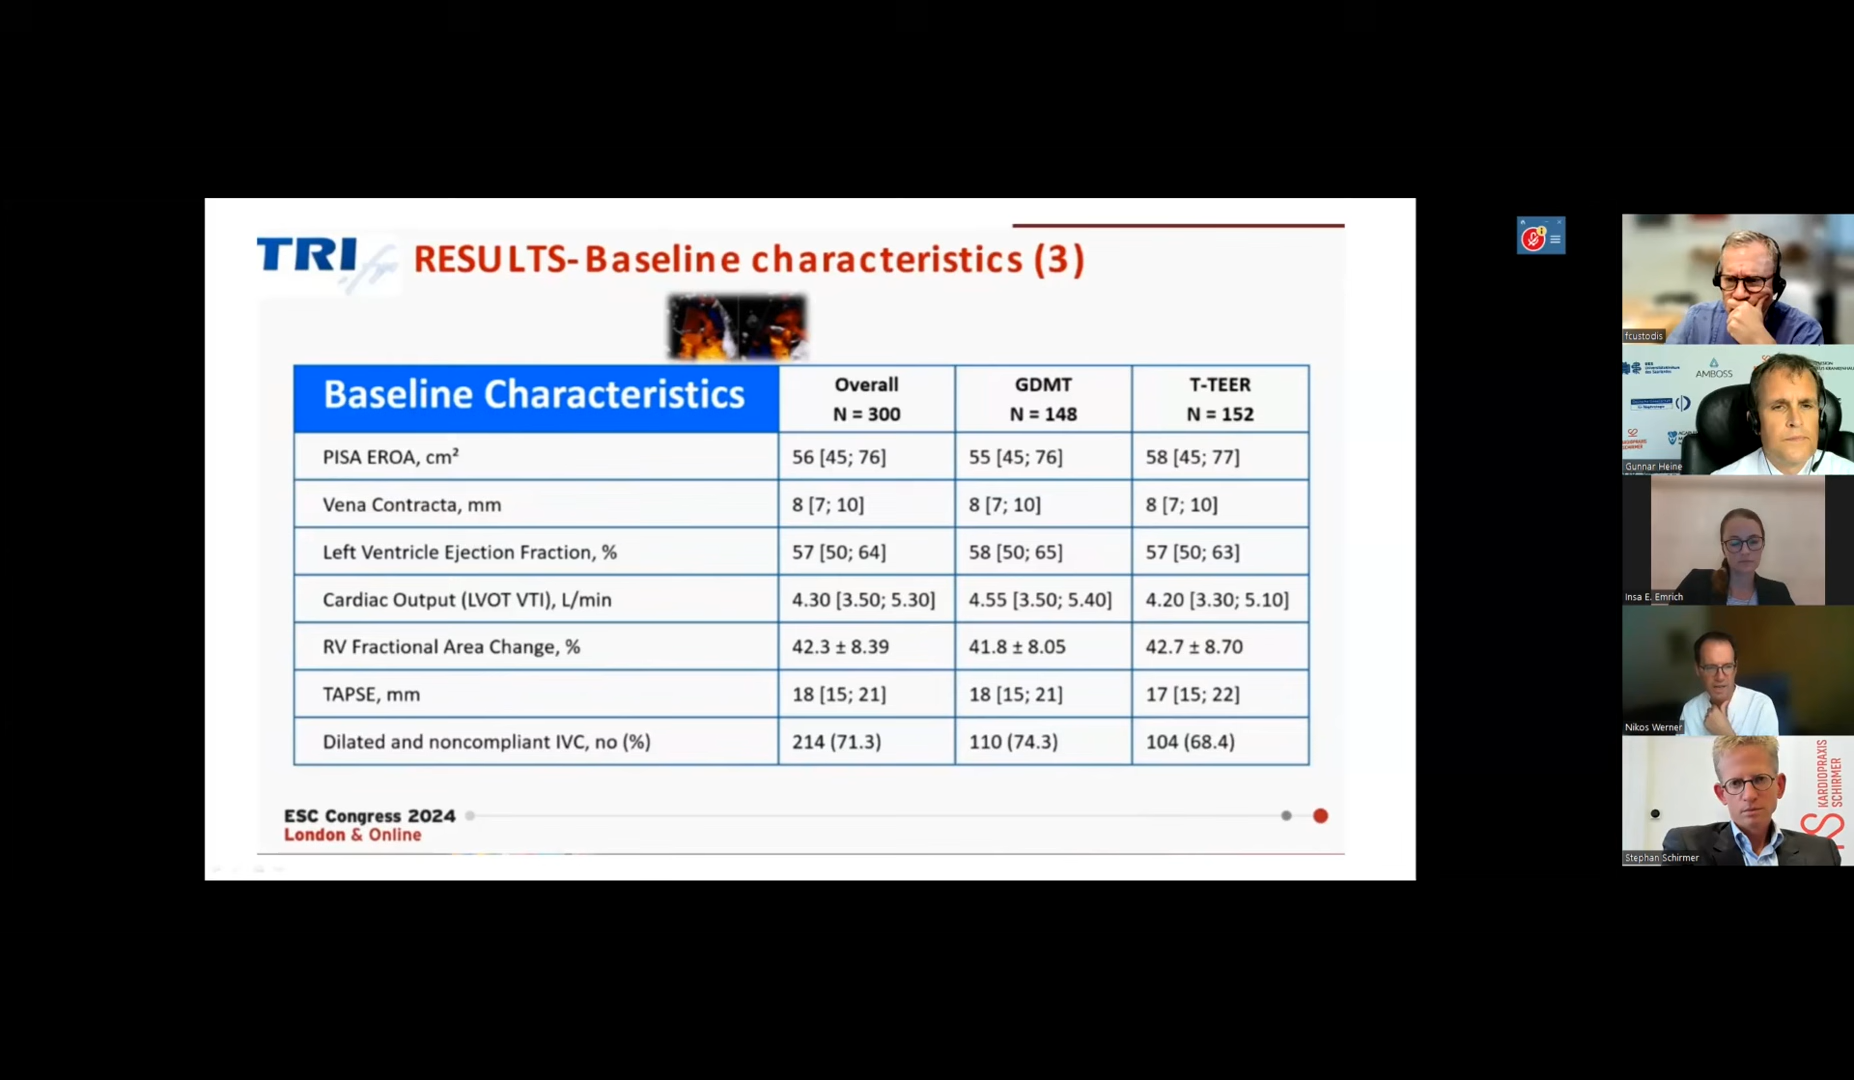 TRI fr RESULTS-Baseline characteristics (3)
Baseline Characteristics
Overall
N = 300
GDMT
N = 148
T-TEER
N = 152
PISA EROA, cm² 56 [45; 76] 55 [45; 76] 58 [45; 77]
Vena Contracta, mm 8 [7; 10] 8 [7; 10] 8 [7; 10]
Left Ventricle Ejection Fraction, % 57 [50; 64] 58 [50; 65] 57 [50; 63]
Cardiac Output (LVOT VTI), L/min 4.30 [3.50; 5.30] 4.55 [3.50; 5.40] 4.20 [3.30; 5.10]
RV Fractional Area Change, % 42.3 ± 8.39 41.8 ± 8.05 42.7 ± 8.70
TAPSE, mm 18 [15; 21] 18 [15; 21] 17 [15; 22]
Dilated and noncompliant IVC, no (%) 214 (71.3) 110 (74.3) 104 (68.4)
ESC Congress 2024
London & Online
fcustodis
AMBOSS
Gunnar Heine
Insa E. Emrich
Nikos Werner
KARDIOPRAXIS
SCHIRMER
Stephan Schirmer